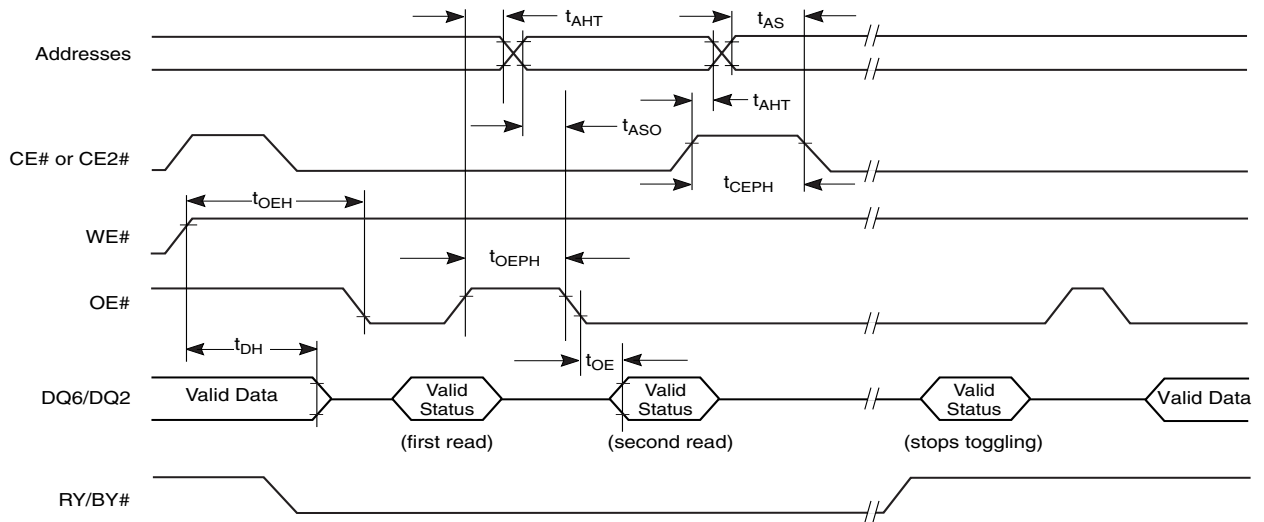 tAHT
tAS
Addresses
tAHT
tASO
CE# or CE2#
tCEPH
tOEH
WE#
tOEPH
OE#
tDH
tOE
DQ6/DQ2
Valid Data
Valid
Status
Valid
Status
Valid
Status
Valid Data
(first read)
(second read)
(stops toggling)
RY/BY#